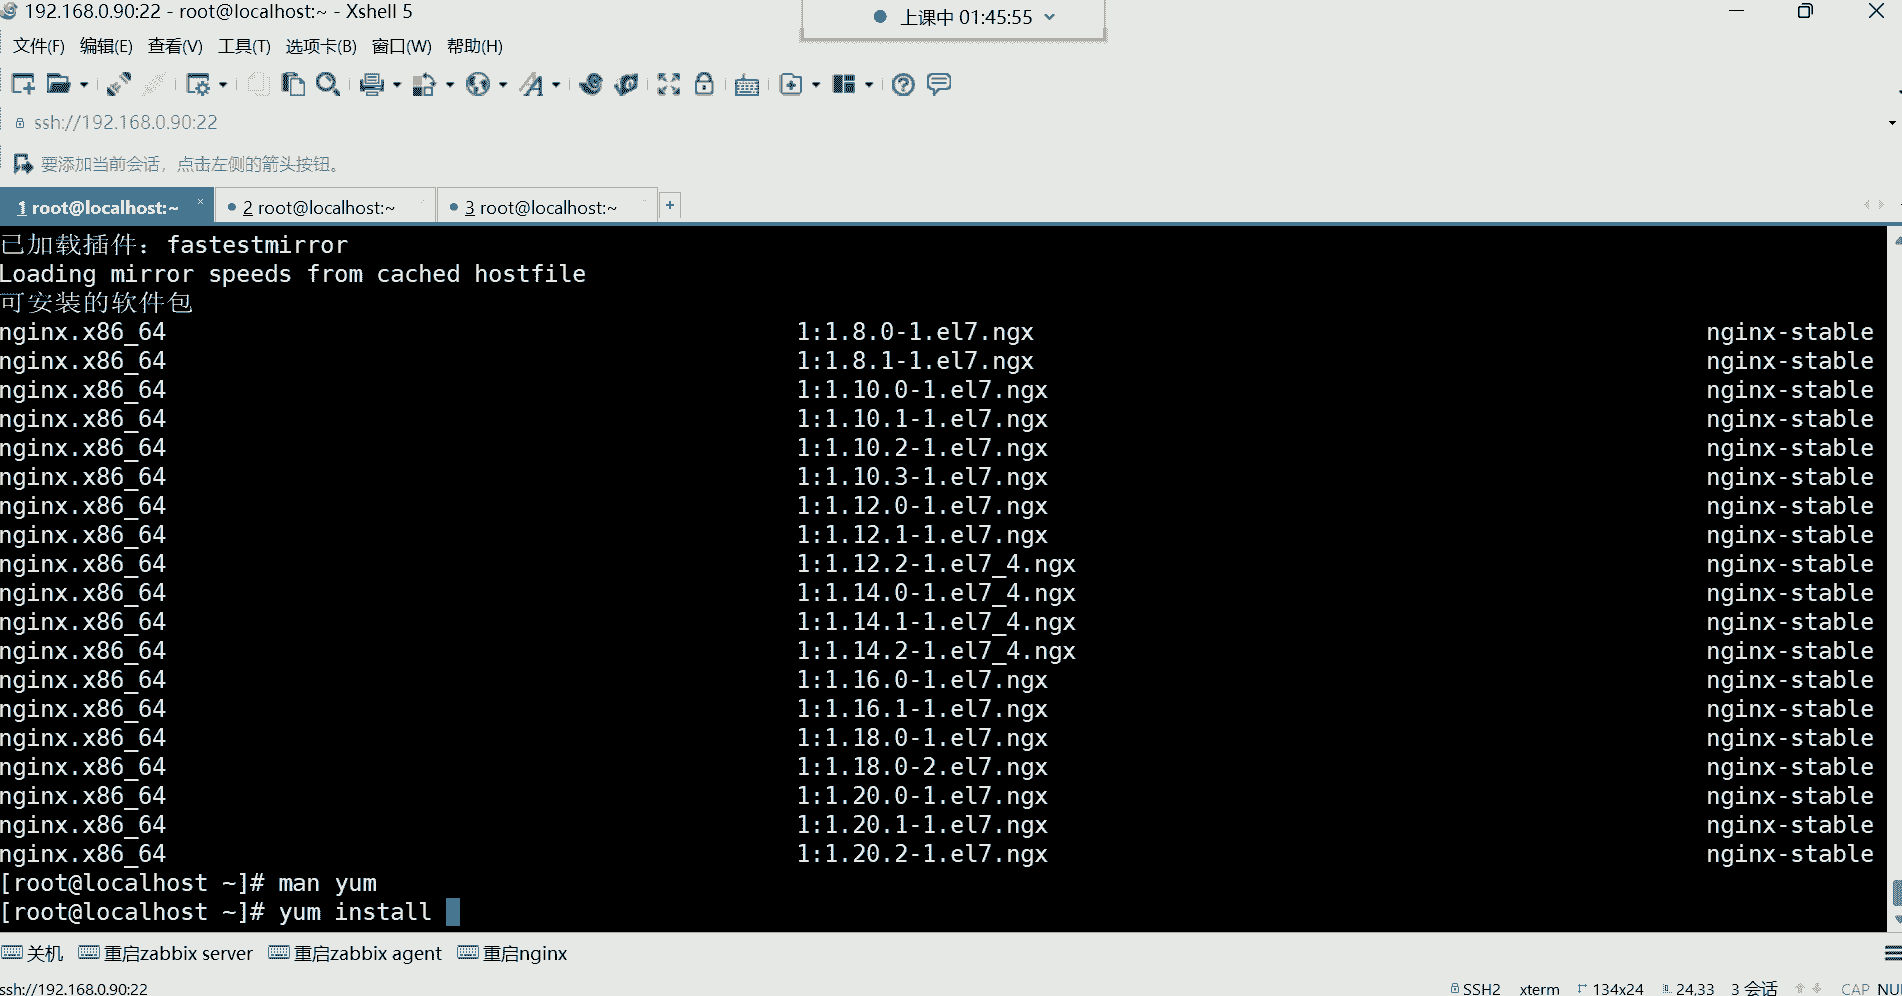 192.168.0.90:22 - root@localhost:~ - Xshell 5
上课中 01:45:55
文件(F) 编辑(E) 查看(V) 工具(T) 选项卡(B) 窗口(W) 帮助(H)
ssh://192.168.0.90:22
要添加当前会话，点击左侧的箭头按钮。
1 root@localhost:~ × 2 root@localhost:~ 3 root@localhost:~ +
已加载插件：fastestmirror
Loading mirror speeds from cached hostfile
可安装的软件包
nginx.x86_64 1:1.8.0-1.el7.ngx nginx-stable
nginx.x86_64 1:1.8.1-1.el7.ngx nginx-stable
nginx.x86_64 1:1.10.0-1.el7.ngx nginx-stable
nginx.x86_64 1:1.10.1-1.el7.ngx nginx-stable
nginx.x86_64 1:1.10.2-1.el7.ngx nginx-stable
nginx.x86_64 1:1.10.3-1.el7.ngx nginx-stable
nginx.x86_64 1:1.12.0-1.el7.ngx nginx-stable
nginx.x86_64 1:1.12.1-1.el7.ngx nginx-stable
nginx.x86_64 1:1.12.2-1.el7_4.ngx nginx-stable
nginx.x86_64 1:1.14.0-1.el7_4.ngx nginx-stable
nginx.x86_64 1:1.14.1-1.el7_4.ngx nginx-stable
nginx.x86_64 1:1.14.2-1.el7_4.ngx nginx-stable
nginx.x86_64 1:1.16.0-1.el7.ngx nginx-stable
nginx.x86_64 1:1.16.1-1.el7.ngx nginx-stable
nginx.x86_64 1:1.18.0-1.el7.ngx nginx-stable
nginx.x86_64 1:1.18.0-2.el7.ngx nginx-stable
nginx.x86_64 1:1.20.0-1.el7.ngx nginx-stable
nginx.x86_64 1:1.20.1-1.el7.ngx nginx-stable
nginx.x86_64 1:1.20.2-1.el7.ngx nginx-stable
[root@localhost ~]# man yum
[root@localhost ~]# yum install
关机 重启zabbix server 重启zabbix agent 重启nginx
ssh://192.168.0.90:22 SSH2 xterm 134x24 24,33 3 会话 CAP NU